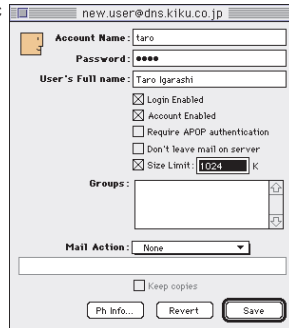 new.user@dns.kiku.co.jp
Account Name: taro
Password: ●●●●
User's Full name: Taro Igarashi
Login Enabled
Account Enabled
Require APOP authentication
Don't leave mail on server
Size Limit: 1024 K
Groups:
Mail Action: None
Keep copies
Ph Info... Revert Save